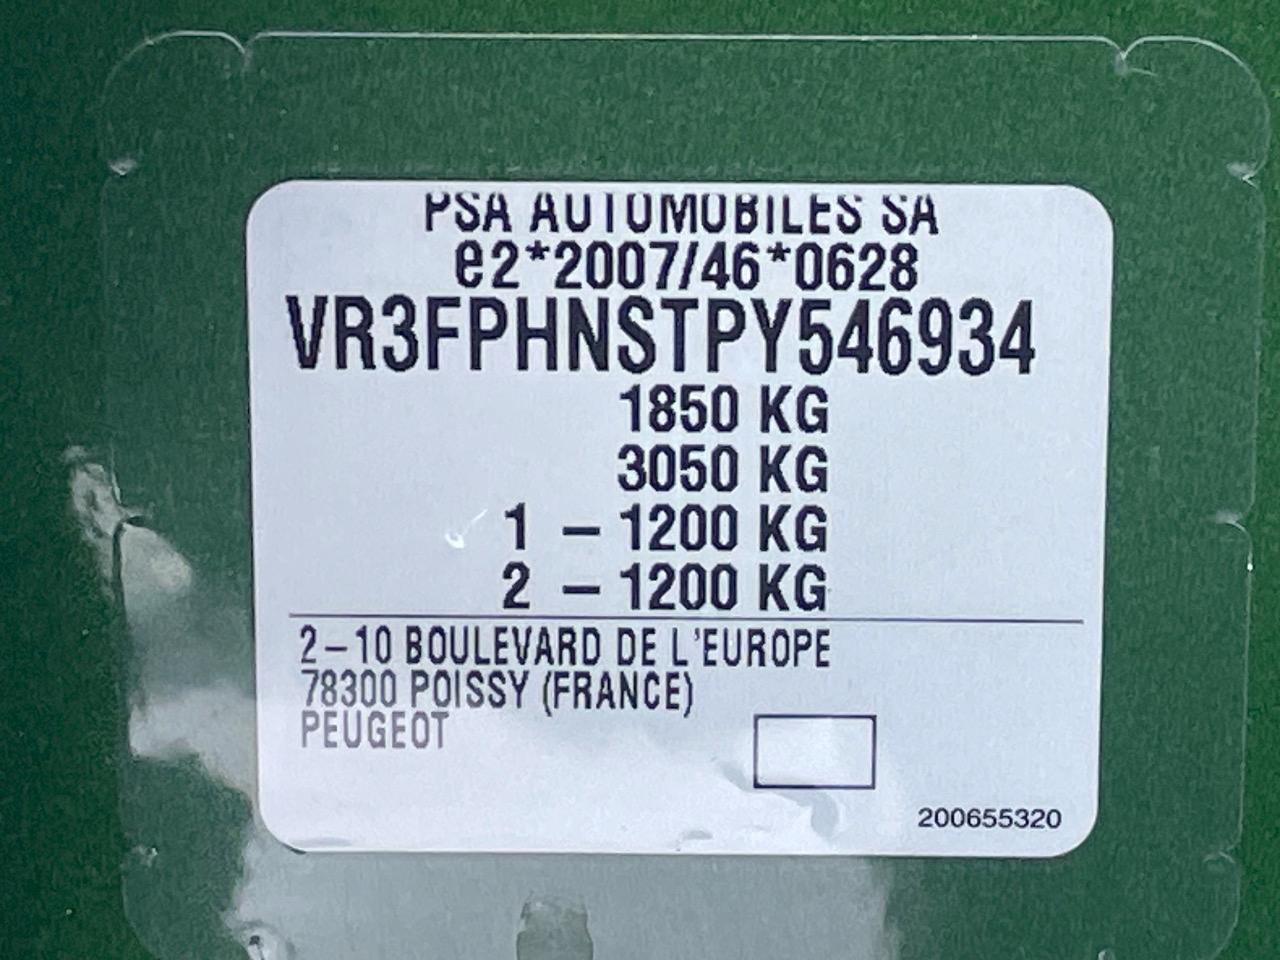 PSA AUTOMOBILES SA
e2*2007/46*0628
VR3FPHNSTPY546934
1850 KG
3050 KG
1 – 1200 KG
2 – 1200 KG
2–10 BOULEVARD DE L'EUROPE
78300 POISSY (FRANCE)
PEUGEOT
200655320